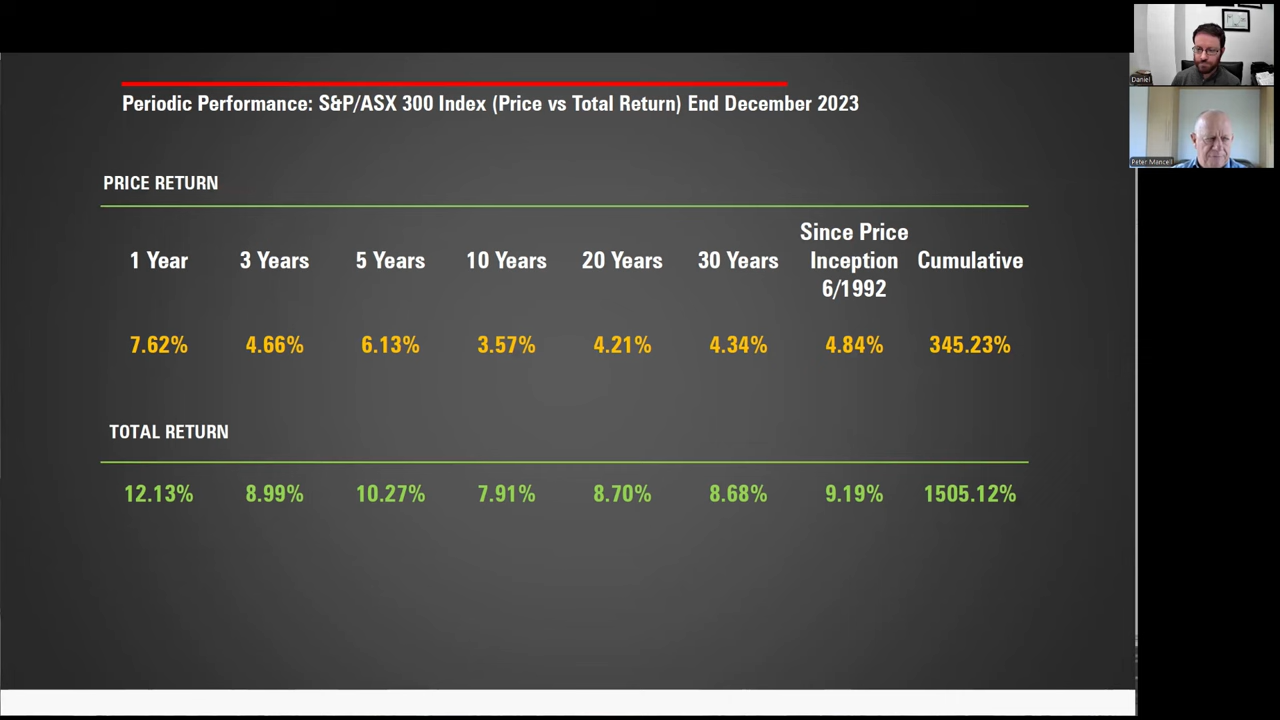 Daniel
Peter Mancell
Periodic Performance: S&P/ASX 300 Index (Price vs Total Return) End December 2023
PRICE RETURN
1 Year 3 Years 5 Years 10 Years 20 Years 30 Years Since Price Inception 6/1992 Cumulative
7.62% 4.66% 6.13% 3.57% 4.21% 4.34% 4.84% 345.23%
TOTAL RETURN
12.13% 8.99% 10.27% 7.91% 8.70% 8.68% 9.19% 1505.12%